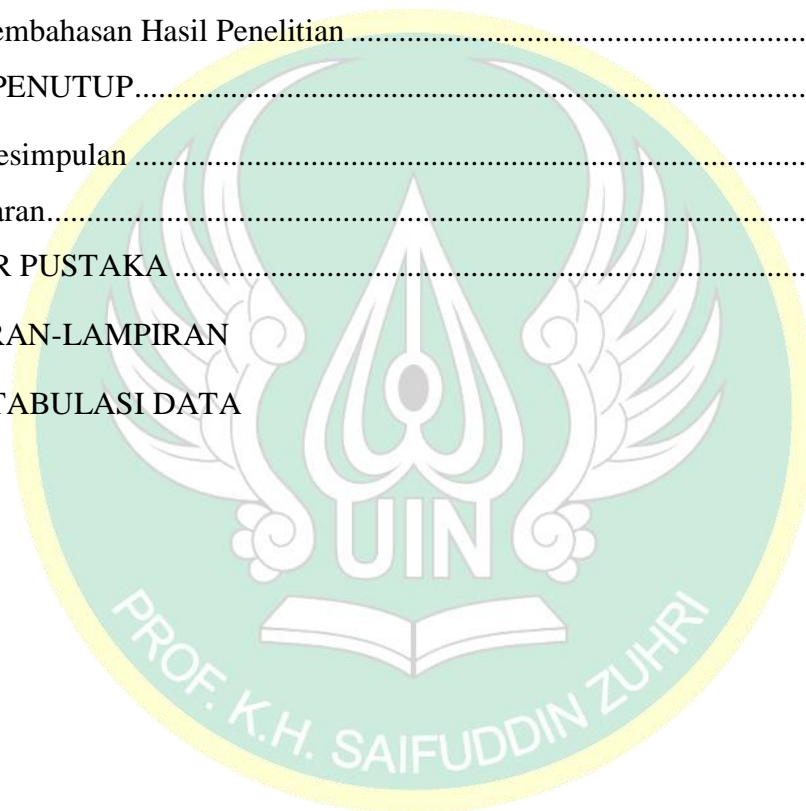 embahasan Hasil Penelitian ..........................................................
PENUTUP.....................................................................................
esimpulan .....................................................................................
aran................................................................................................
R PUSTAKA ................................................................................
RAN-LAMPIRAN
TABULASI DATA
UIN
PROF. K.H. SAIFUDDIN ZUHRI